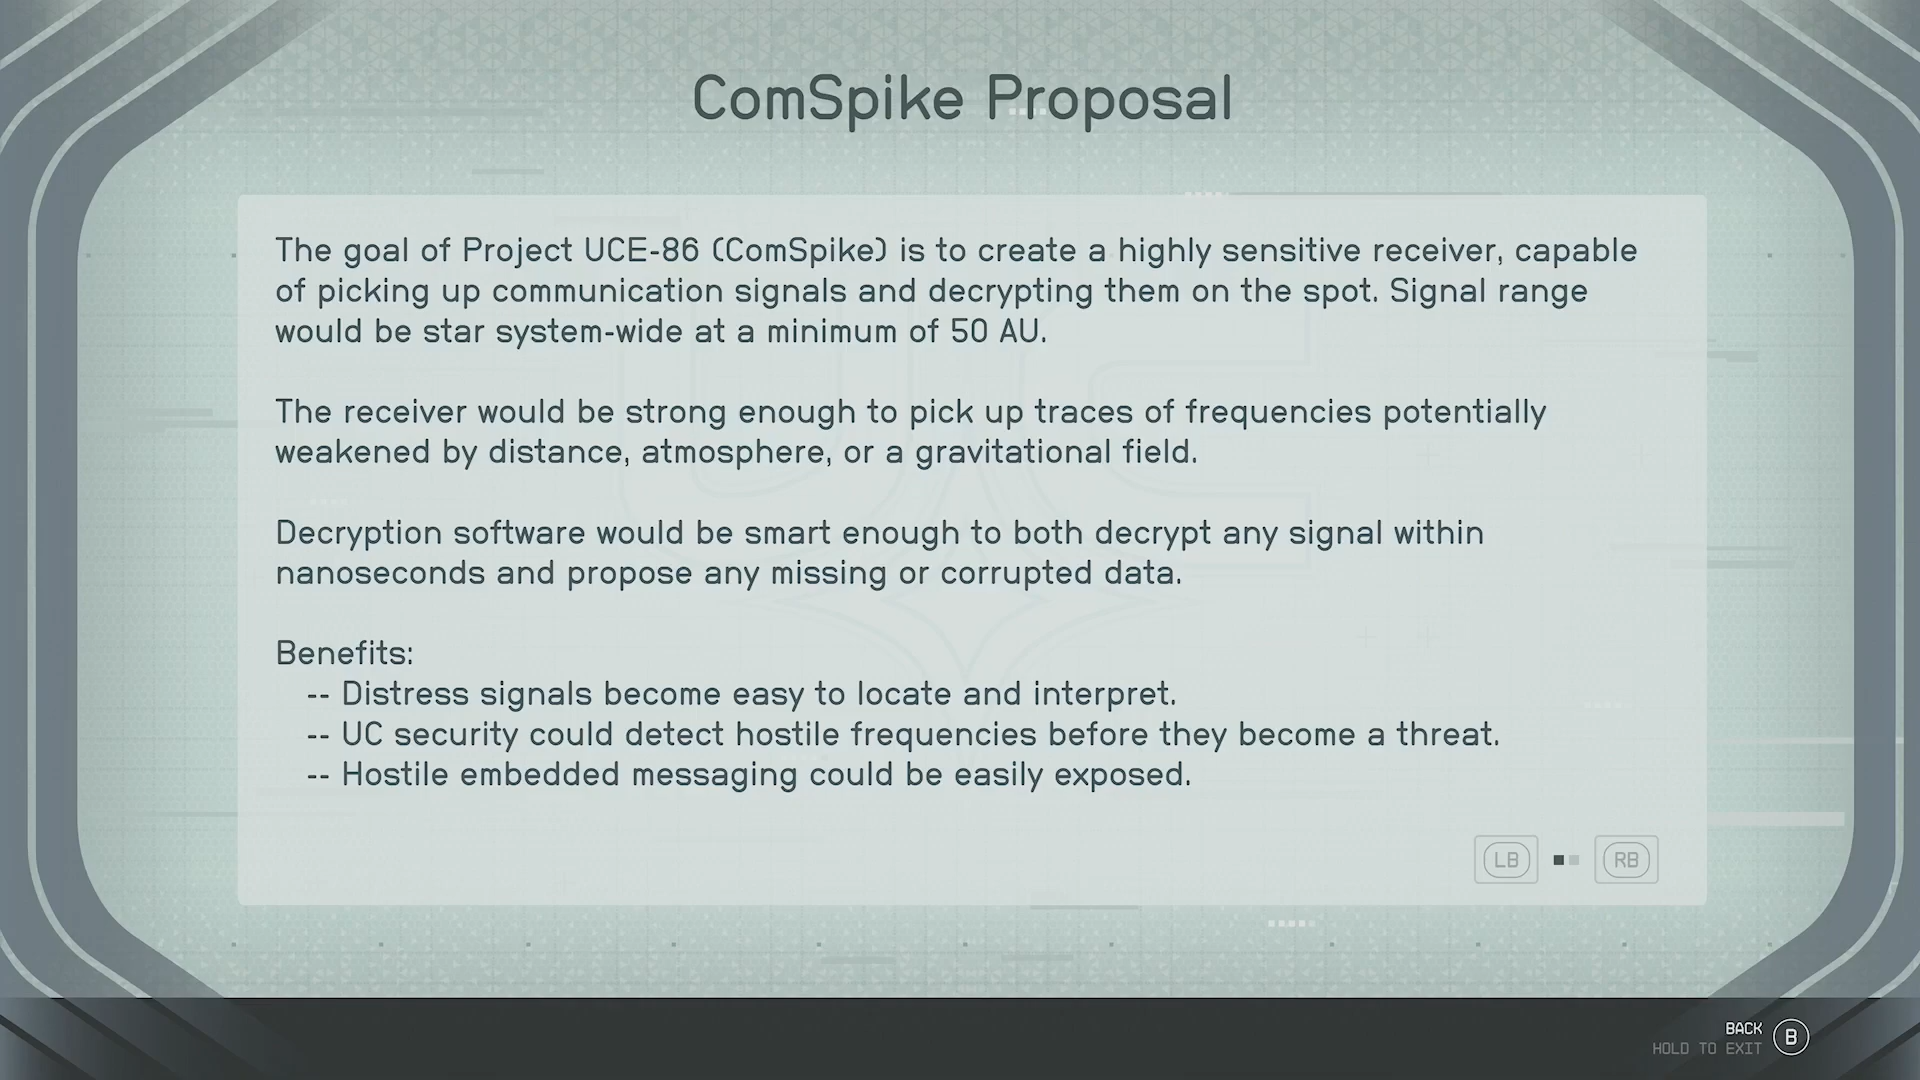 ComSpike Proposal
The goal of Project UCE-86 (ComSpike) is to create a highly sensitive receiver, capable
of picking up communication signals and decrypting them on the spot. Signal range
would be star system-wide at a minimum of 50 AU.
The receiver would be strong enough to pick up traces of frequencies potentially
weakened by distance, atmosphere, or a gravitational field.
Decryption software would be smart enough to both decrypt any signal within
nanoseconds and propose any missing or corrupted data.
Benefits:
-- Distress signals become easy to locate and interpret.
-- UC security could detect hostile frequencies before they become a threat.
-- Hostile embedded messaging could be easily exposed.
LB RB
BACK B
HOLD TO EXIT